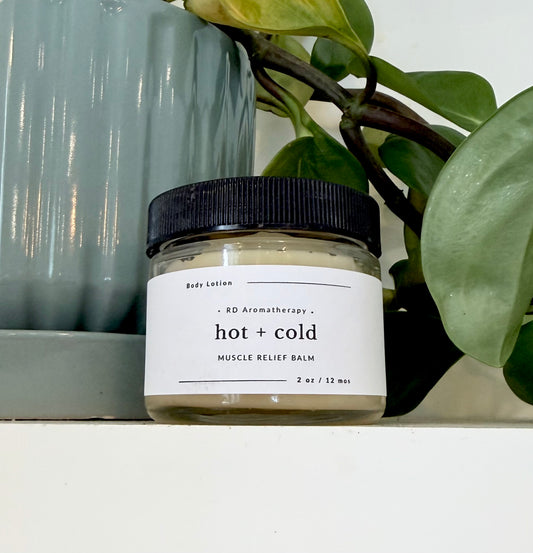 Body Lotion
• RD Aromatherapy •
hot + cold
MUSCLE RELIEF BALM
2 oz / 12 mos